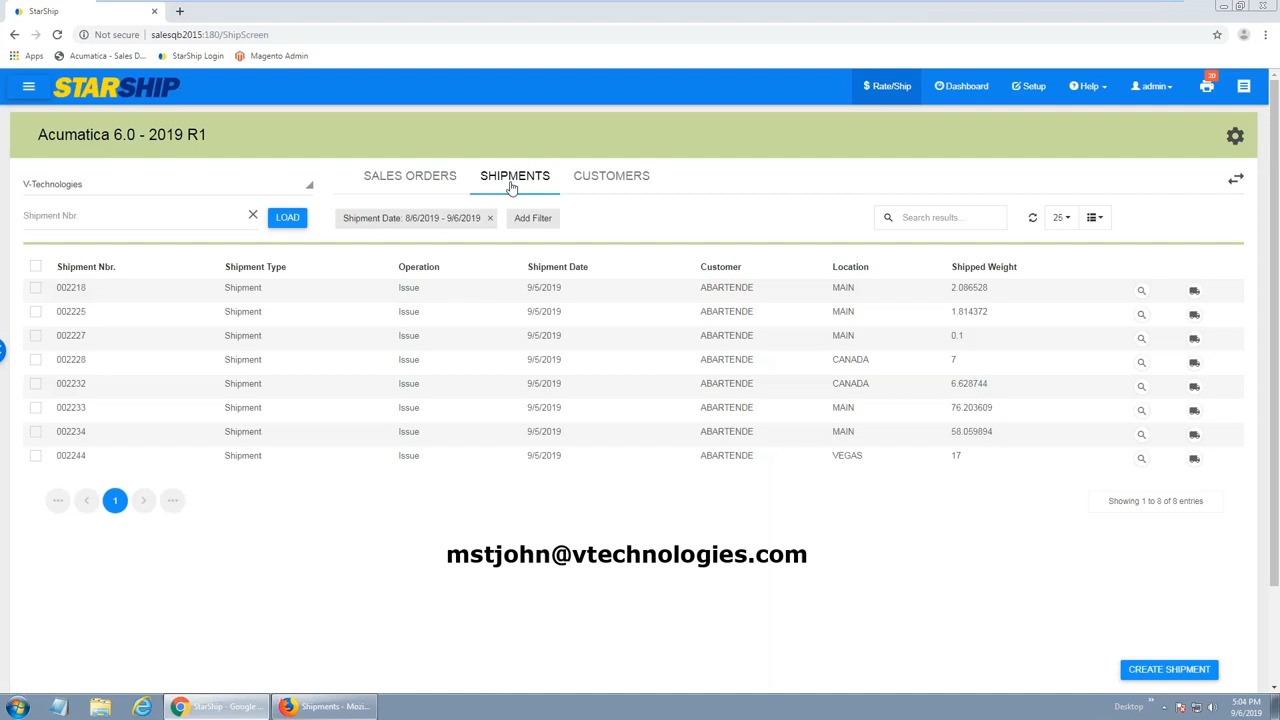 StarShip
Not secure | salesqb2015:180/ShipScreen
Apps Acumatica - Sales D... StarShip Login Magento Admin
STARSHIP $ Rate/Ship Dashboard Setup Help admin 20
Acumatica 6.0 - 2019 R1
V-Technologies SALES ORDERS SHIPMENTS CUSTOMERS
Shipment Nbr. LOAD Shipment Date: 8/6/2019 - 9/6/2019 × Add Filter Search results... 25
Shipment Nbr. Shipment Type Operation Shipment Date Customer Location Shipped Weight
002218 Shipment Issue 9/5/2019 ABARTENDE MAIN 2.086528
002225 Shipment Issue 9/5/2019 ABARTENDE MAIN 1.814372
002227 Shipment Issue 9/5/2019 ABARTENDE MAIN 0.1
002228 Shipment Issue 9/5/2019 ABARTENDE CANADA 7
002232 Shipment Issue 9/5/2019 ABARTENDE CANADA 6.628744
002233 Shipment Issue 9/5/2019 ABARTENDE MAIN 76.203609
002234 Shipment Issue 9/5/2019 ABARTENDE MAIN 58.059894
002244 Shipment Issue 9/5/2019 ABARTENDE VEGAS 17
1 Showing 1 to 8 of 8 entries
mstjohn@vtechnologies.com
CREATE SHIPMENT
StarShip - Google ... Shipments - Mozi... Desktop 5:04 PM
9/6/2019